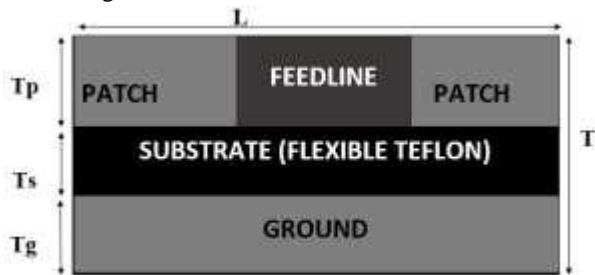 L
Tp
PATCH
FEEDLINE
PATCH
T
SUBSTRATE (FLEXIBLE TEFLON)
Ts
GROUND
Tg